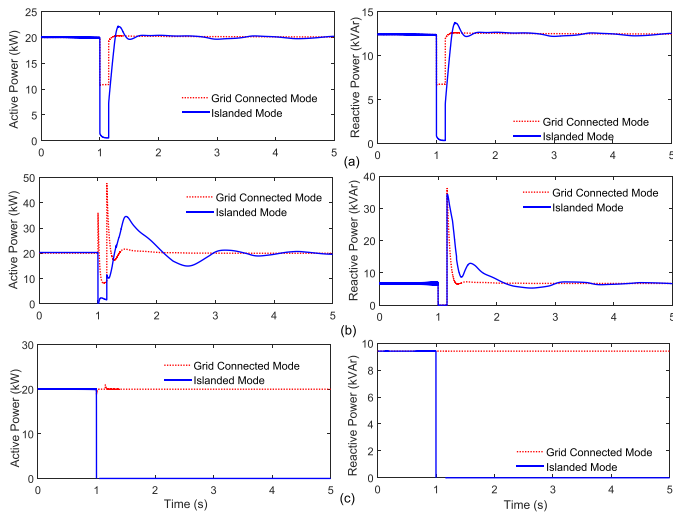 25
20
15
10
5
0
Active Power (kW)
Grid Connected Mode
Islanded Mode
0 1 2 3 4 5
15
10
5
0
Reactive Power (kVAr)
Grid Connected Mode
Islanded Mode
0 1 2 3 4 5
(a)
50
40
30
20
10
0
Active Power (kW)
Grid Connected Mode
Islanded Mode
0 1 2 3 4 5
40
30
20
10
0
Reactive Power (kVAr)
Grid Connected Mode
Islanded Mode
0 1 2 3 4 5
(b)
30
20
10
0
Active Power (kW)
Grid Connected Mode
Islanded Mode
0 1 2 3 4 5
Time (s)
10
8
6
4
2
0
Reactive Power (kVAr)
Grid Connected Mode
Islanded Mode
0 1 2 3 4 5
Time (s)
(c)